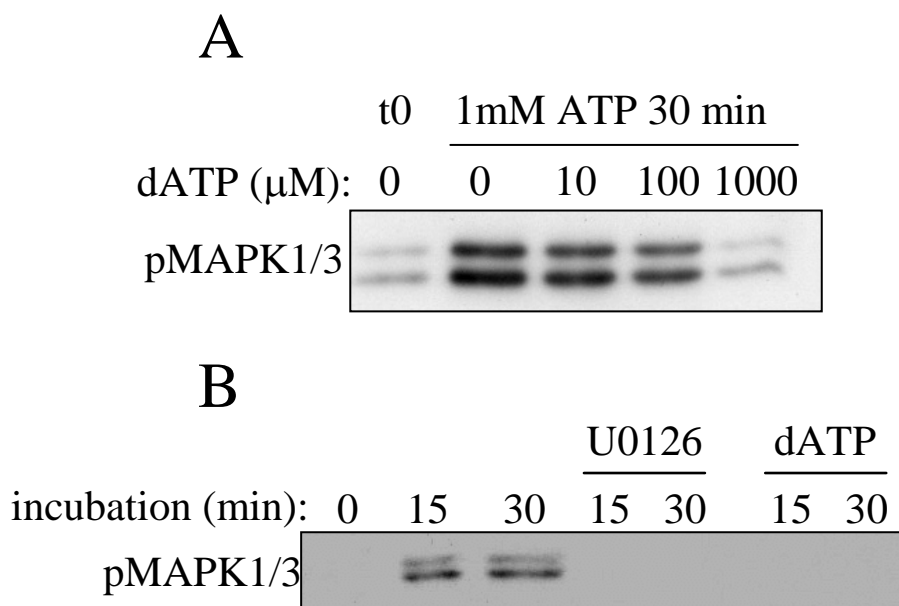 A
t0 1mM ATP 30 min
dATP (μM): 0 0 10 100 1000
pMAPK1/3
B
U0126 dATP
incubation (min): 0 15 30 15 30 15 30
pMAPK1/3